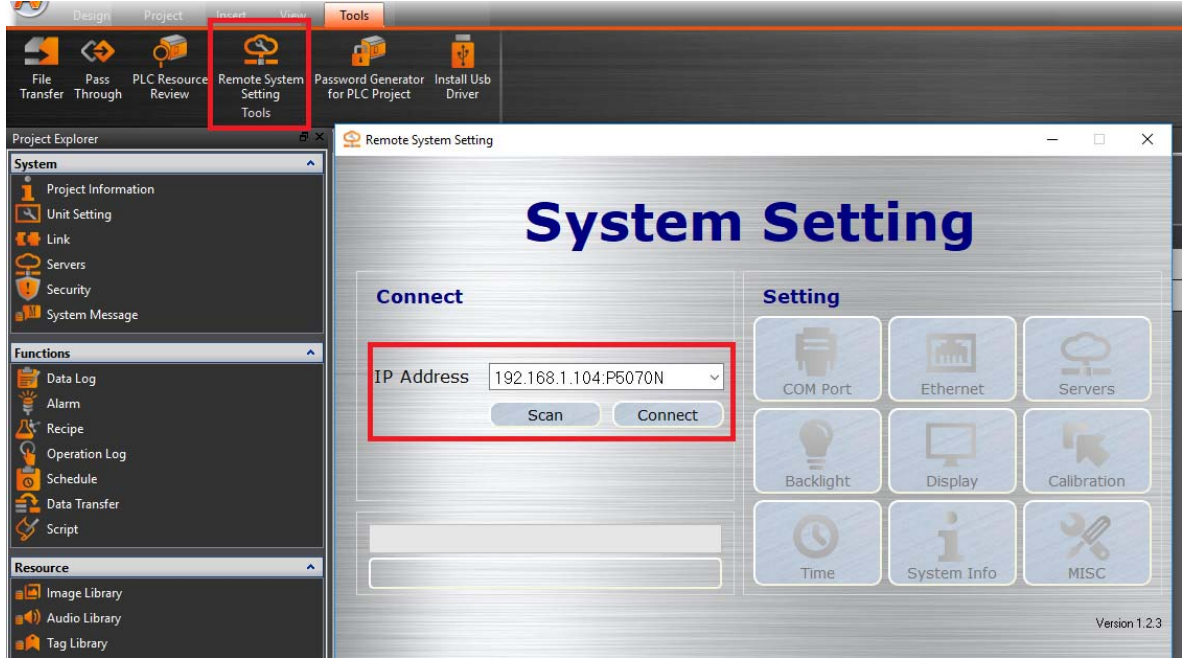 Design Project Insert View Tools
File Transfer
Pass Through
PLC Resource Review
Remote System Setting
Password Generator for PLC Project
Install Usb Driver
Tools
Project Explorer
System
Project Information
Unit Setting
Link
Servers
Security
System Message
Functions
Data Log
Alarm
Recipe
Operation Log
Schedule
Data Transfer
Script
Resource
Image Library
Audio Library
Tag Library
Remote System Setting
System Setting
Connect
IP Address 192.168.1.104:P5070N
Scan Connect
Setting
COM Port Ethernet Servers
Backlight Display Calibration
Time System Info MISC
Version 1.2.3